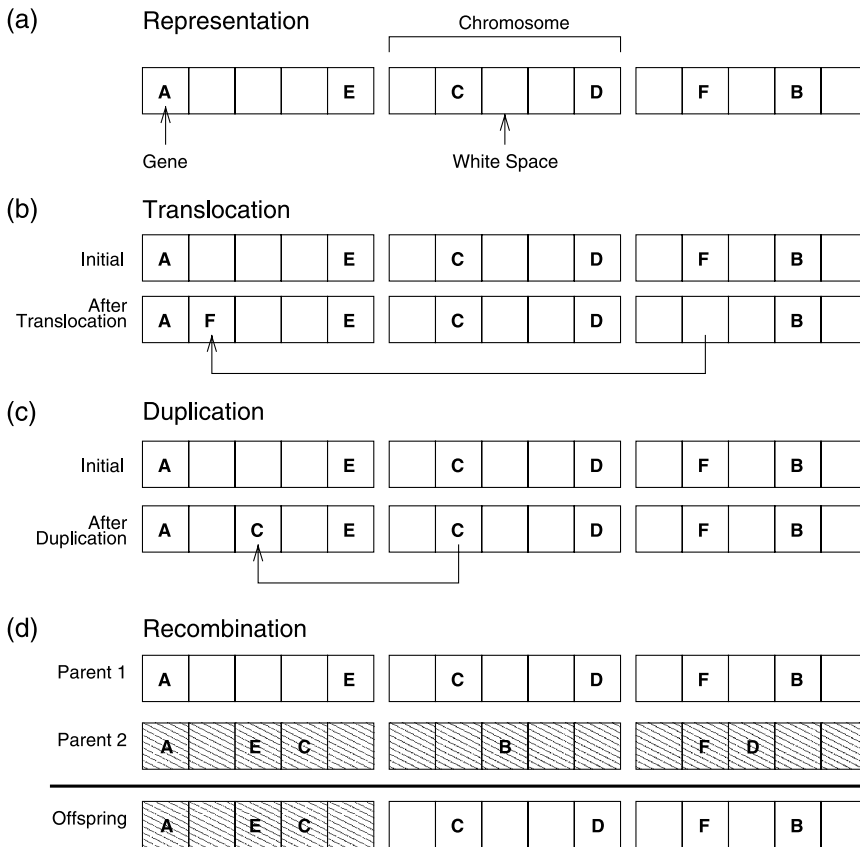 (a) Representation
Chromosome
A E C D F B
Gene White Space
(b) Translocation
Initial A E C D F B
After
Translocation A F E C D B
(c) Duplication
Initial A E C D F B
After
Duplication A C E C D F B
(d) Recombination
Parent 1 A E C D F B
Parent 2 A E C B F D
Offspring A E C C D F B